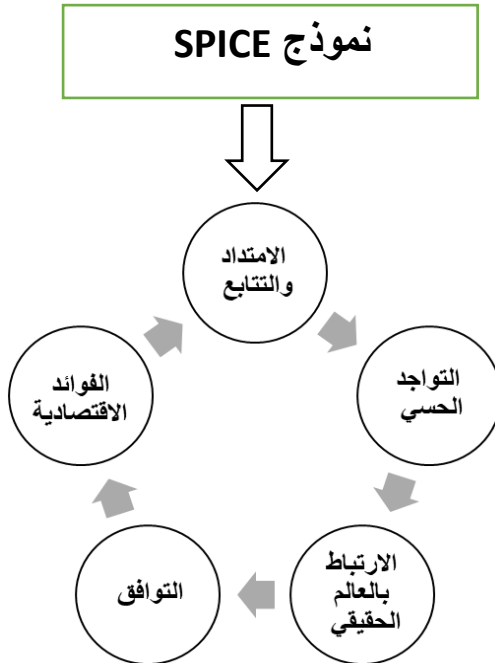 نموذج SPICE
الامتداد
والتتابع
التواجد
الحسي
الارتباط
بالعالم
الحقيقي
التوافق
الفوائد
الاقتصادية